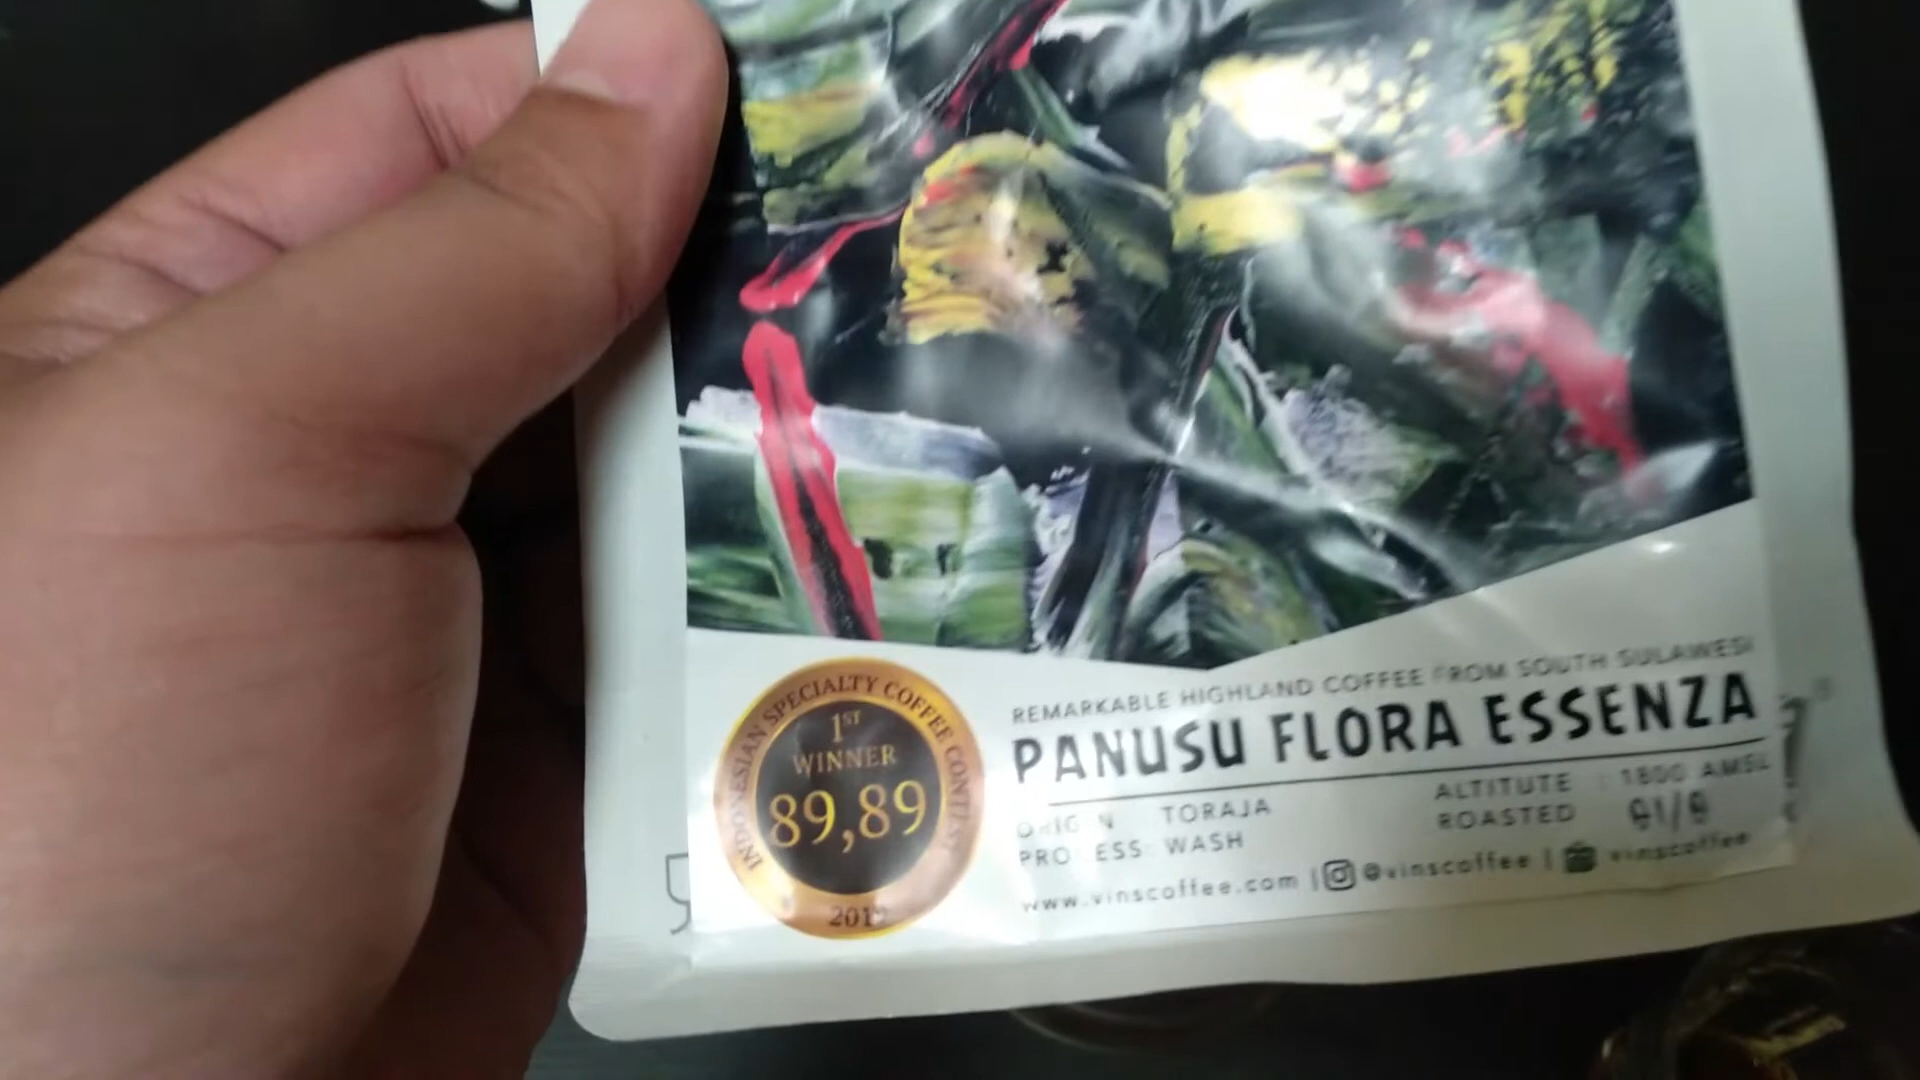 INDONESIAN SPECIALTY COFFEE CONTEST
1ST
WINNER
89,89
REMARKABLE HIGHLAND COFFEE FROM SOUTH SULAWESI
PANUSU FLORA ESSENZA
ORIGIN TORAJA
PROCESS: WASH
ALTITUTE : 1800 AMSL
ROASTED
www.vinscoffee.com | @vinscoffee | vinscoffee